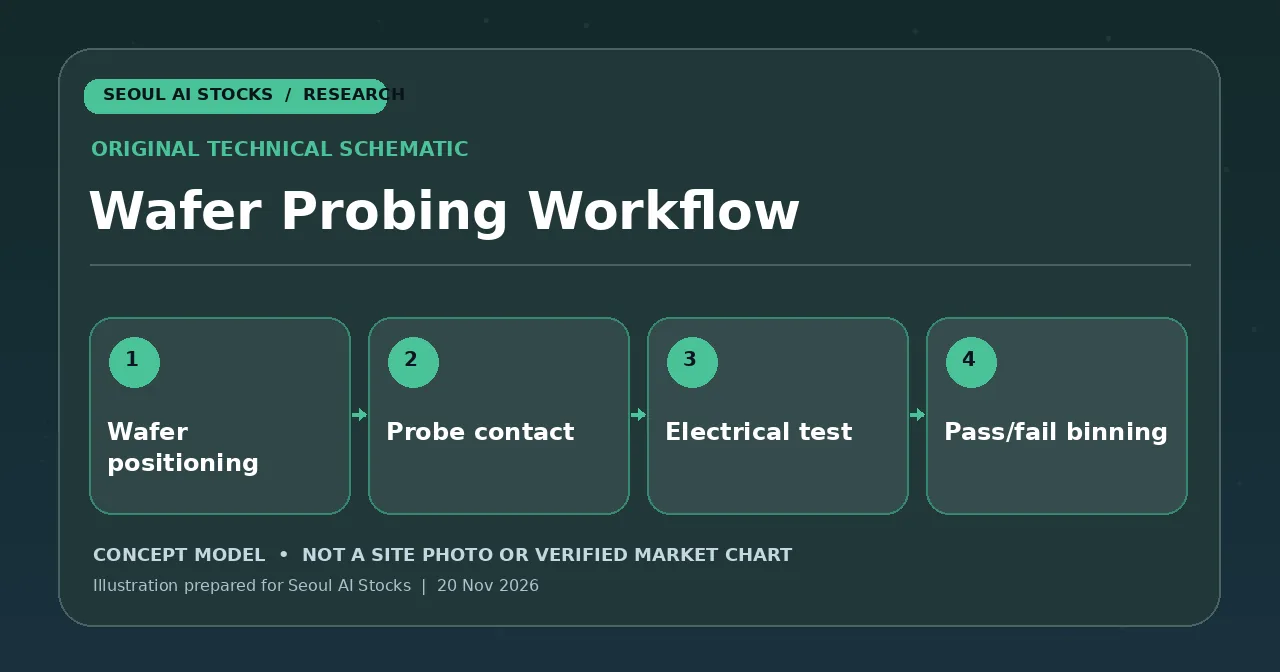 SEOUL AI STOCKS / RESEARCH
ORIGINAL TECHNICAL SCHEMATIC
Wafer Probing Workflow
1
Wafer
positioning
2
Probe contact
3
Electrical test
4
Pass/fail binning
CONCEPT MODEL • NOT A SITE PHOTO OR VERIFIED MARKET CHART
Illustration prepared for Seoul AI Stocks | 20 Nov 2026